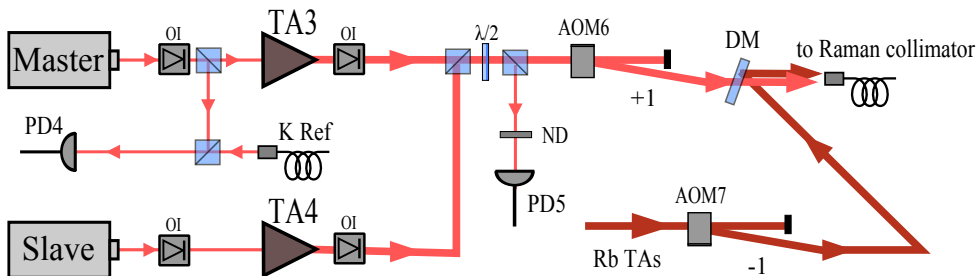 OI
TA3
OI
λ/2
AOM6
DM
to Raman collimator
Master
+1
PD4
K Ref
ND
OI
TA4
OI
PD5
AOM7
Slave
Rb TAs
-1